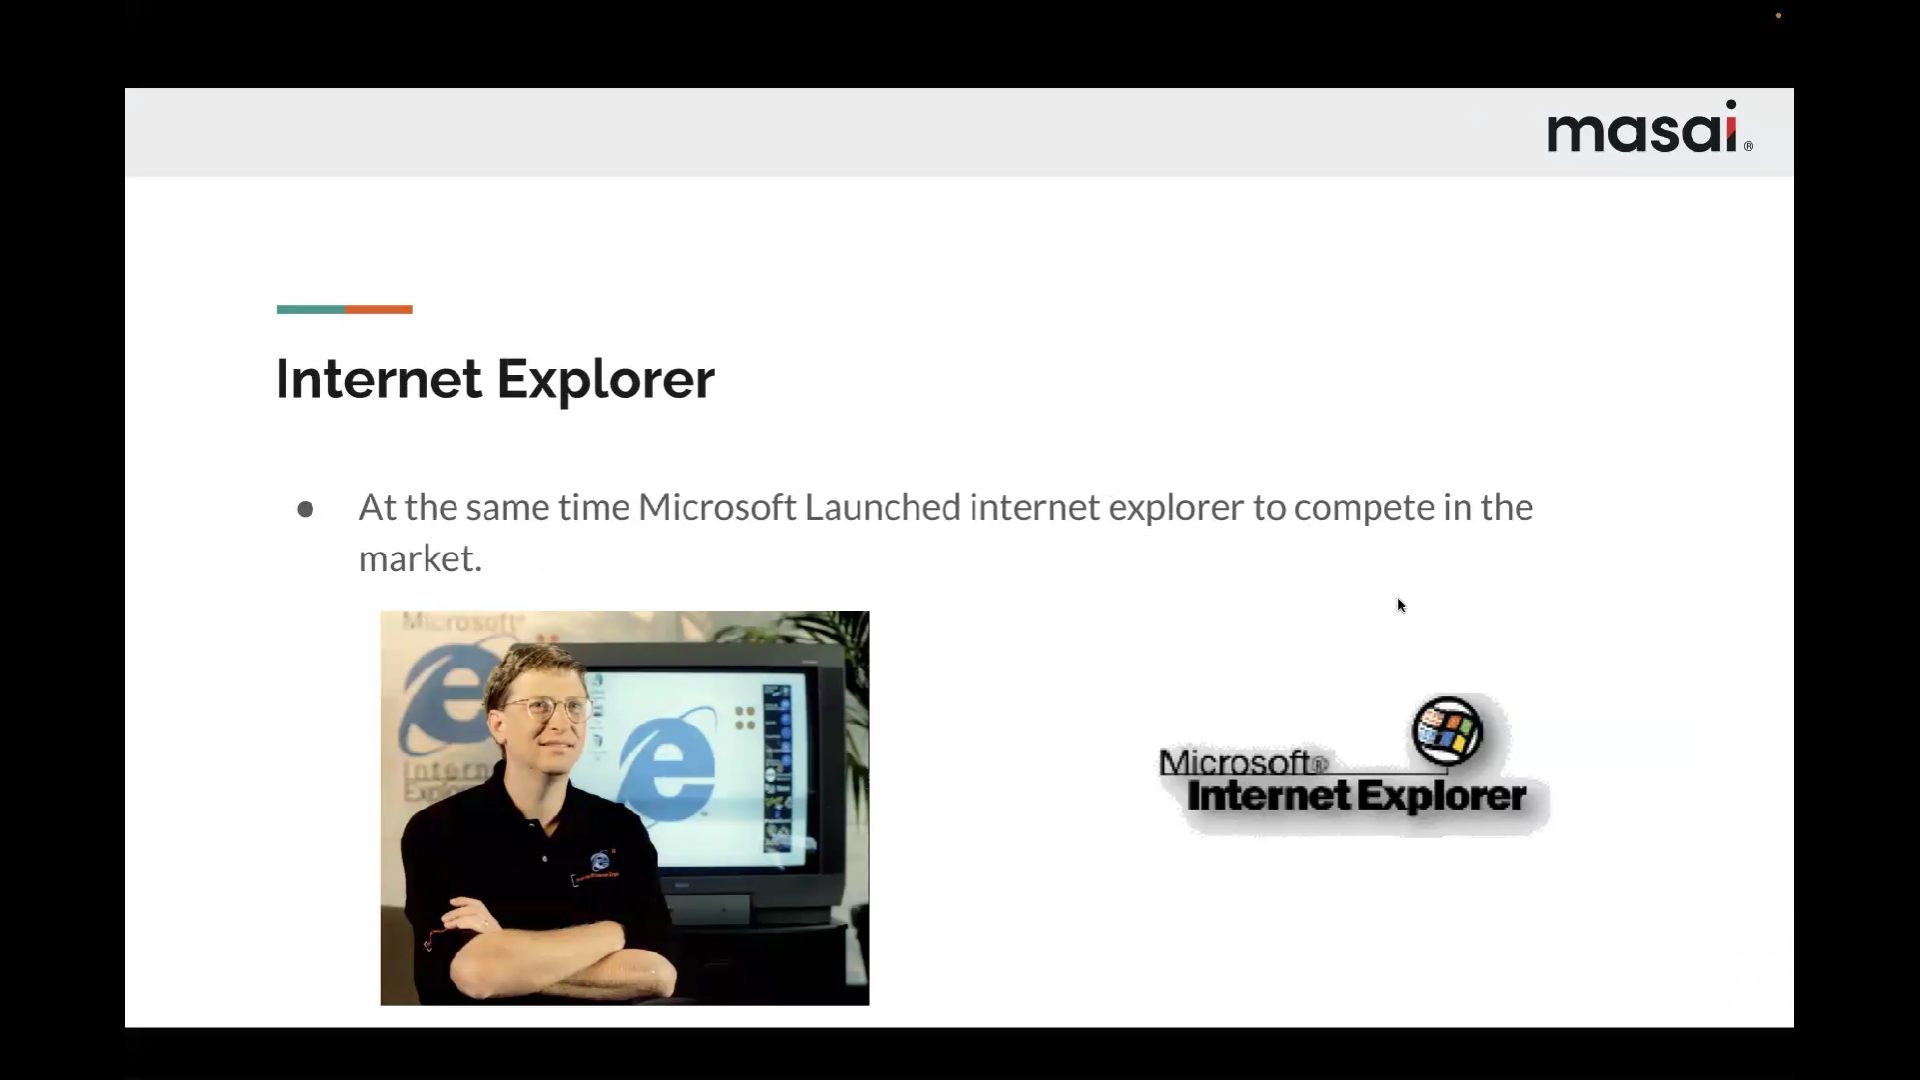 masai®
Internet Explorer
● At the same time Microsoft Launched internet explorer to compete in the
market.
Microsoft®
Microsoft®
Internet Explorer